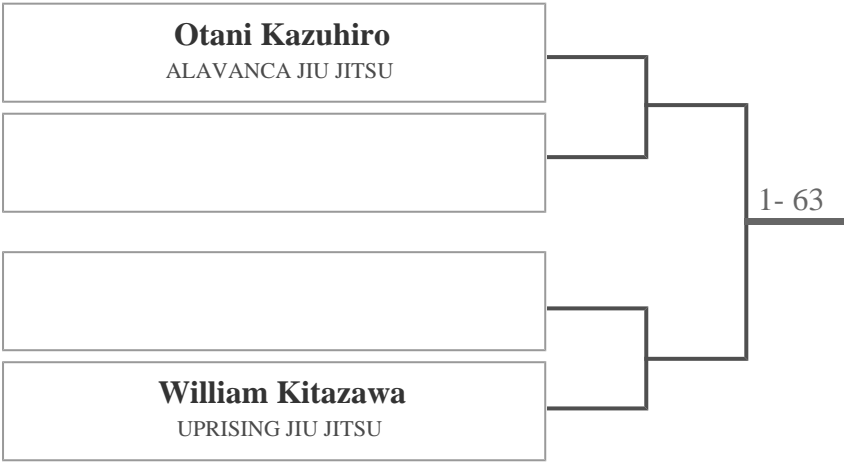 Otani Kazuhiro
ALAVANCA JIU JITSU
1- 63
William Kitazawa
UPRISING JIU JITSU